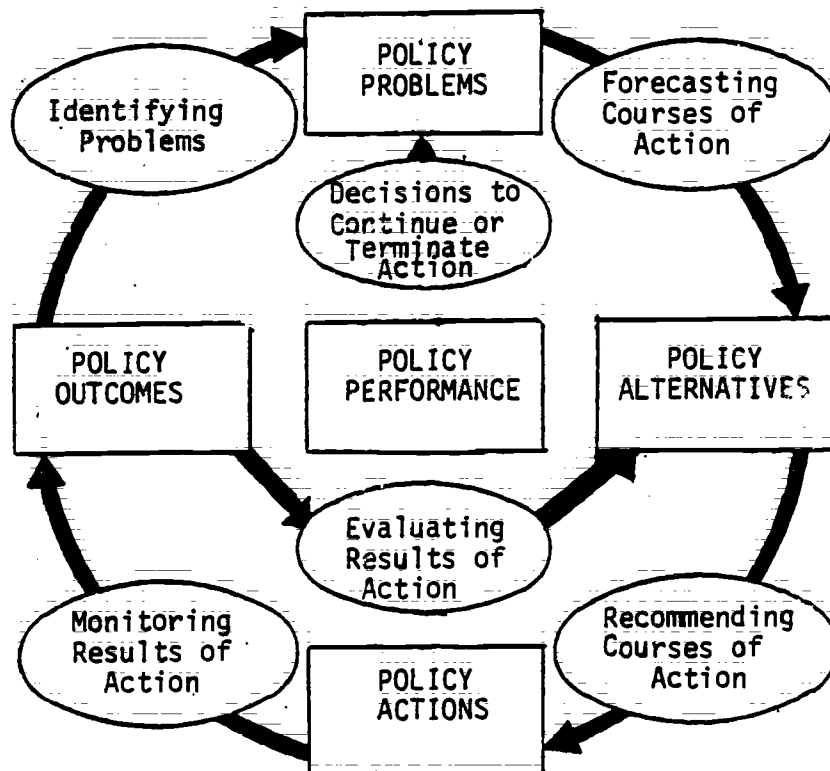 POLICY
PROBLEMS
Identifying
Problems
Forecasting
Courses of
Action
Decisions to
Continue or
Terminate
Action
POLICY
OUTCOMES
POLICY
PERFORMANCE
POLICY
ALTERNATIVES
Evaluating
Results of
Action
Monitoring
Results of
Action
Recommending
Courses of
Action
POLICY
ACTIONS